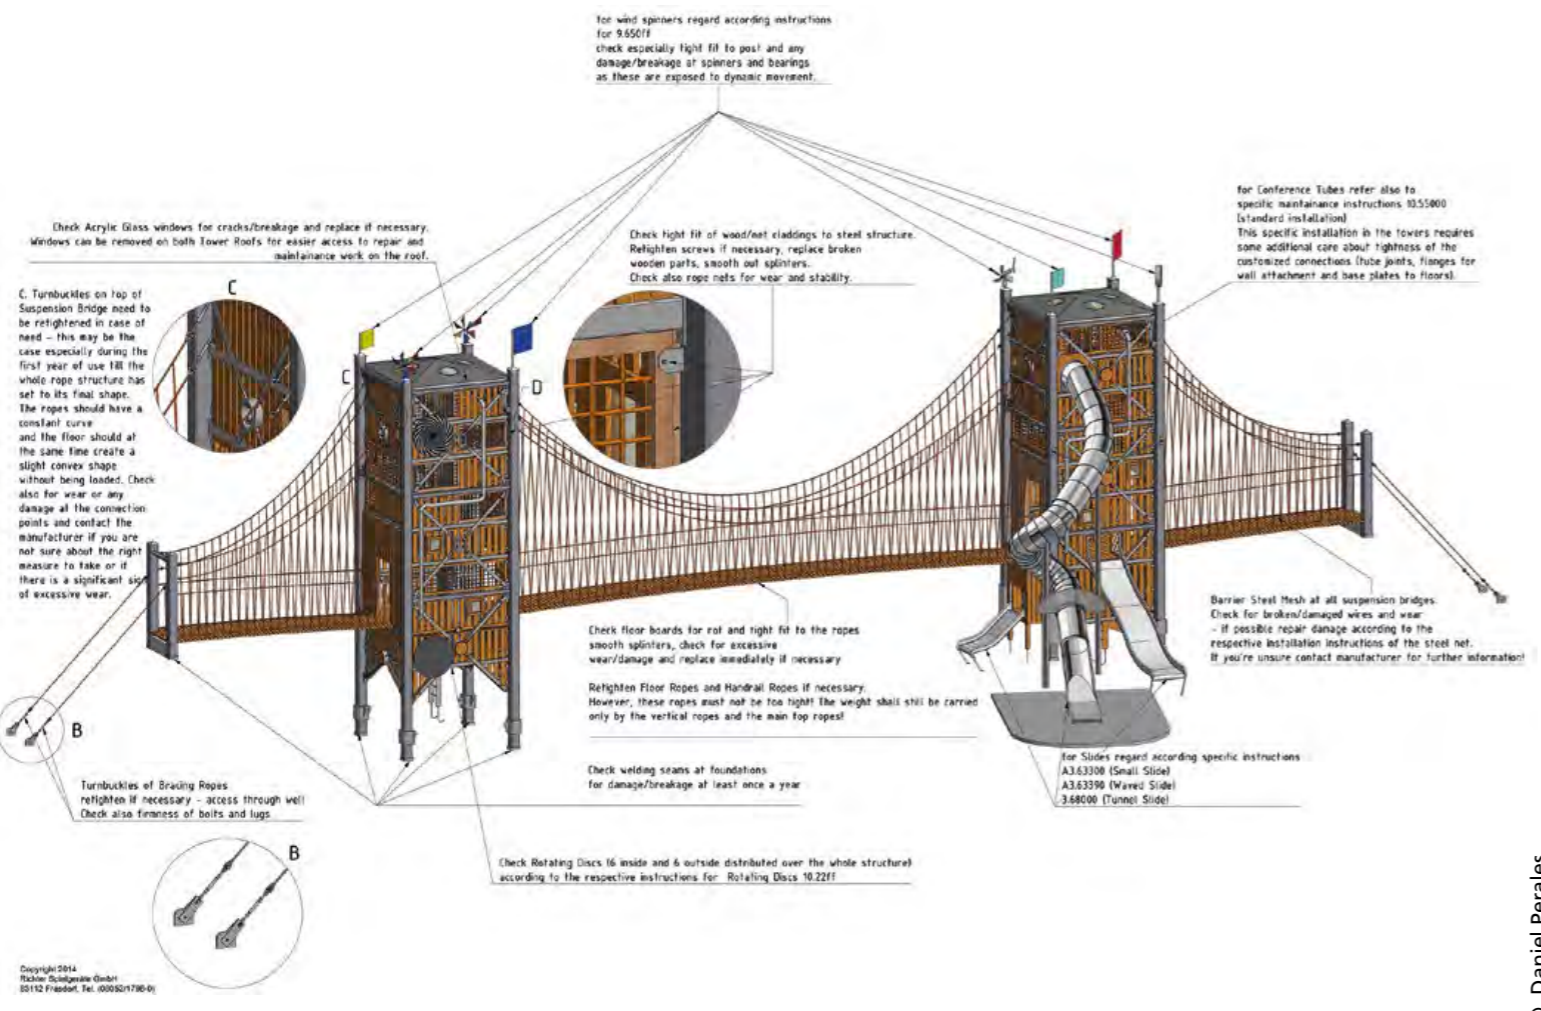 for wind spinners regard according instructions
for 9.650ff
check especially tight fit to post and any
damage/breakage at spinners and bearings
as these are exposed to dynamic movement.
for Conference Tubes refer also to
specific maintainance instructions 10.55000
(standard installation)
This specific installation in the towers requires
some additional care about tightness of the
customized connections (tube joints, flanges for
wall attachment and base plates to floors).
Check Acrylic Glass windows for cracks/breakage and replace if necessary.
Windows can be removed on both Tower Roofs for easier access to repair and
maintainance work on the roof.
Check tight fit of wood/net claddings to steel structure.
Retighten screws if necessary, replace broken
wooden parts, smooth out splinters.
Check also rope nets for wear and stability.
C
C. Turnbuckles on top of
Suspension Bridge need to
be retightened in case of
need - this may be the
case especially during the
first year of use till the
whole rope structure has
set to its final shape.
The ropes should have a
constant curve
and the floor should at
the same time create a
slight convex shape
without being loaded. Check
also for wear or any
damage at the connection
points and contact the
manufacturer if you are
not sure about the right
measure to take or if
there is a significant
of excessive wear.
C
D
Barrier Steel Mesh at all suspension bridges
Check for broken/damaged wires and wear
- if possible repair damage according to the
respective installation instructions of the steel net.
If you're unsure contact manufacturer for further information!
Check floor boards for rot and tight fit to the ropes
smooth splinters, check for excessive
wear/damage and replace immediately if necessary
Retighten Floor Ropes and Handrail Ropes if necessary.
However, these ropes must not be too tight! The weight shall still be carried
only by the vertical ropes and the main top ropes!
B
Check welding seams at foundations
for damage/breakage at least once a year
for Slides regard according specific instructions
A3.63300 (Small Slide)
A3.63390 (Waved Slide)
3.68000 (Tunnel Slide)
Turnbuckles of Bracing Ropes
retighten if necessary - access through well
Check also firmness of bolts and lugs
B
Check Rotating Discs (6 inside and 6 outside distributed over the whole structure)
according to the respective instructions for Rotating Discs 10.22ff
Copyright 2014
Richter Spielgeräte GmbH
83112 Frasdorf, Tel. (08052/1798-0)
Daniel Perales